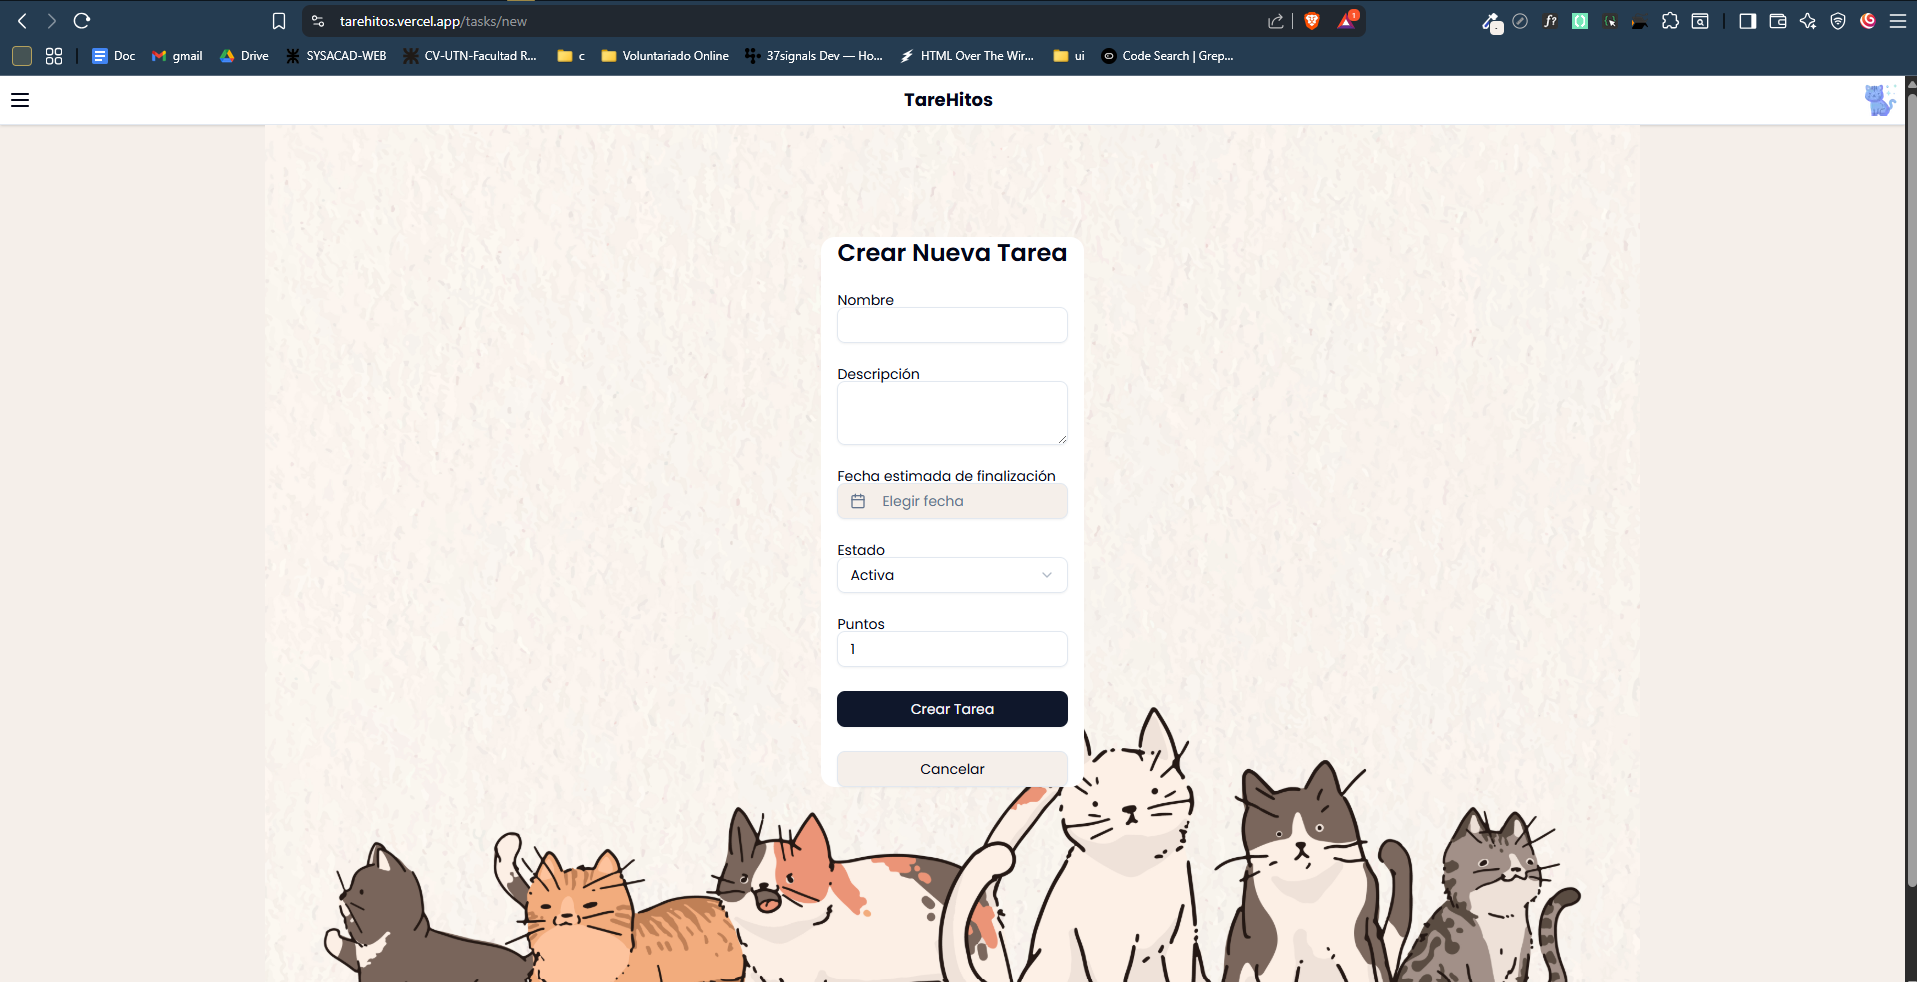 tarehitos.vercel.app/tasks/new
1
f?
Doc
gmail
Drive
SYSACAD-WEB
CV-UTN-Facultad R...
c
Voluntariado Online
37signals Dev — Ho...
HTML Over The Wir...
ui
Code Search | Grep...
TareHitos
Crear Nueva Tarea
Nombre
Descripción
Fecha estimada de finalización
Elegir fecha
Estado
Activa
Puntos
1
Crear Tarea
Cancelar